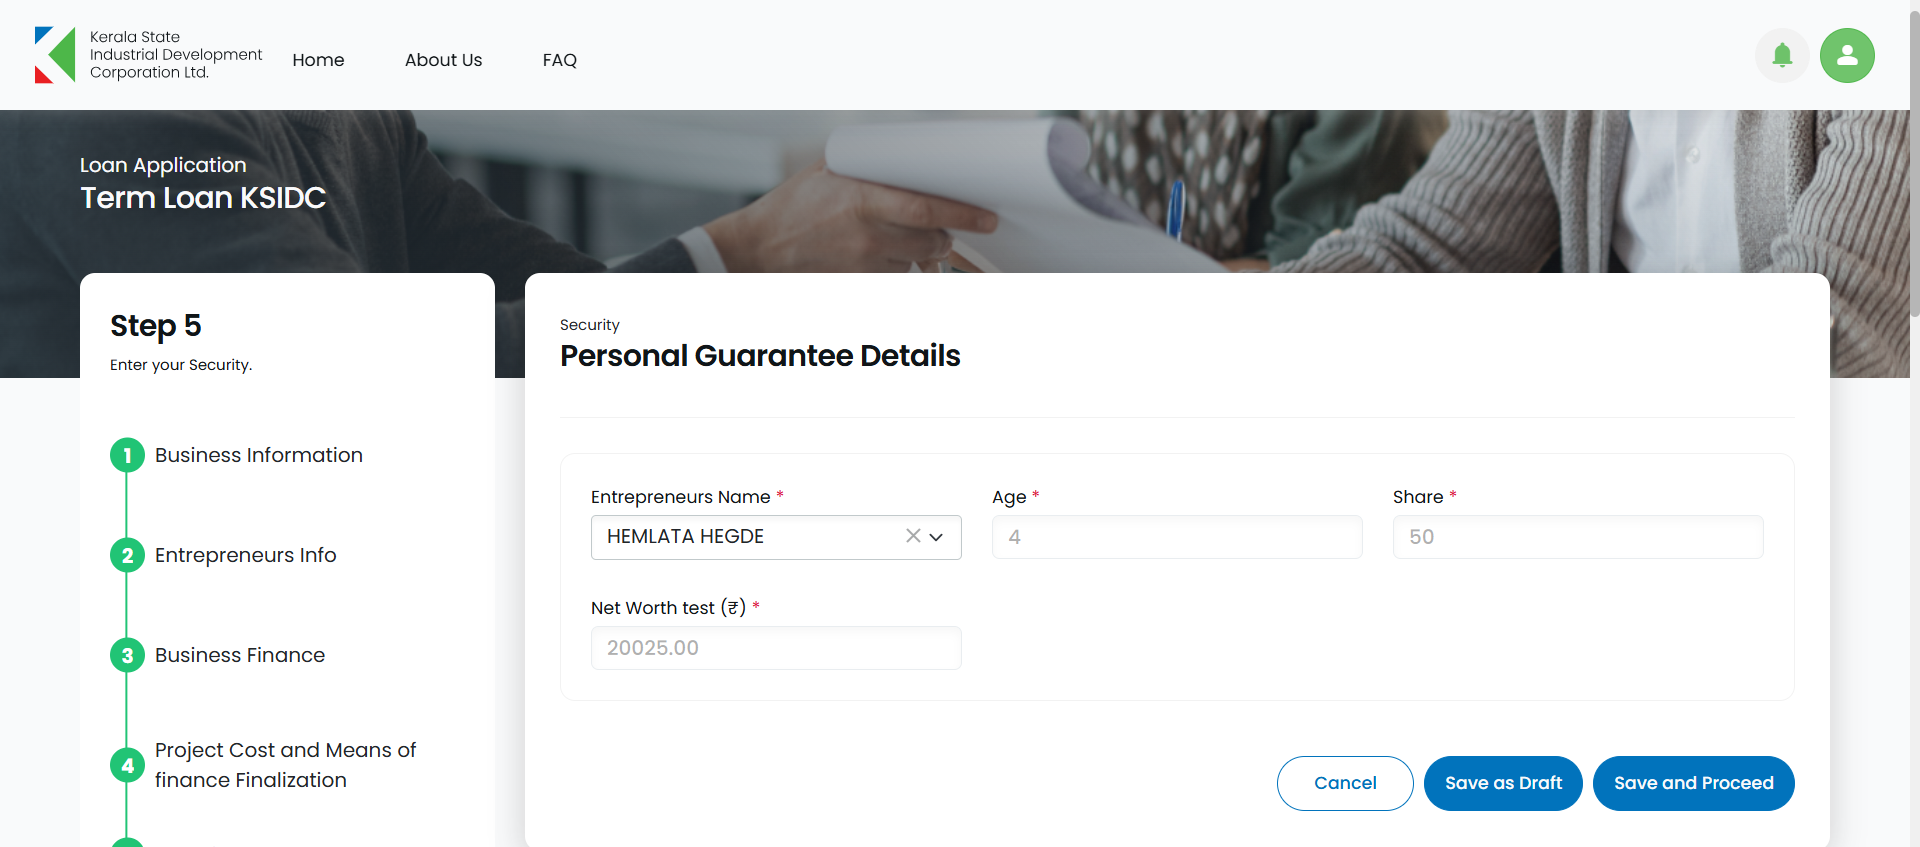 Kerala State
Industrial Development
Corporation Ltd.
Home
About Us
FAQ
Loan Application
Term Loan KSIDC
Step 5
Enter your Security.
1 Business Information
2 Entrepreneurs Info
3 Business Finance
4 Project Cost and Means of
finance Finalization
Security
Personal Guarantee Details
Entrepreneurs Name *
HEMLATA HEGDE
Age *
4
Share *
50
Net Worth test (₹) *
20025.00
Cancel
Save as Draft
Save and Proceed